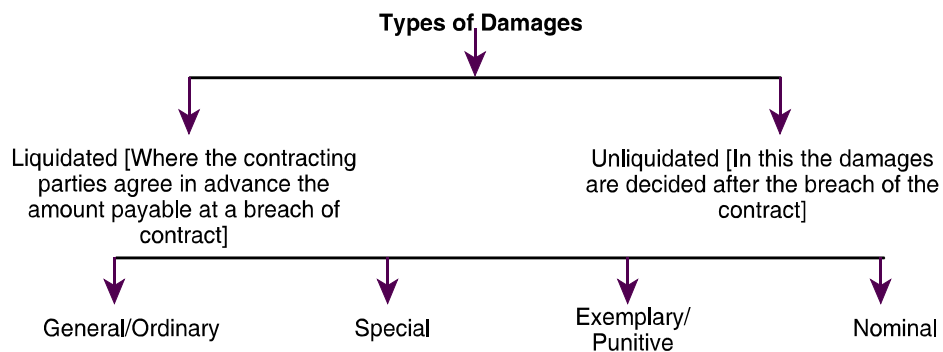 Types of Damages
Liquidated [Where the contracting
parties agree in advance the
amount payable at a breach of
contract]
Unliquidated [In this the damages
are decided after the breach of the
contract]
General/Ordinary
Special
Exemplary/
Punitive
Nominal